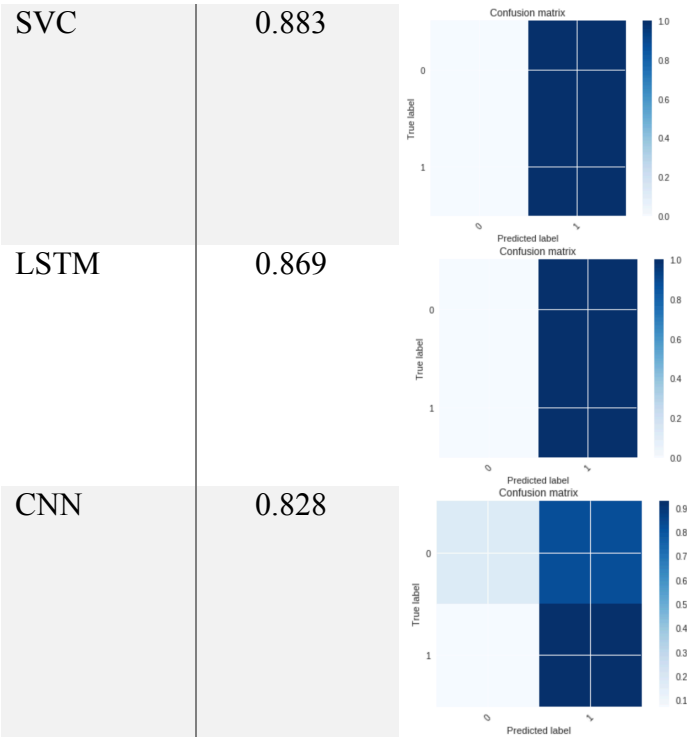 SVC 0.883
Confusion matrix
1.0
0.8
0.6
0.4
0.2
0.0
True label
0
1
0 1
Predicted label
LSTM 0.869
Confusion matrix
1.0
0.8
0.6
0.4
0.2
0.0
True label
0
1
0 1
Predicted label
CNN 0.828
Confusion matrix
0.9
0.8
0.7
0.6
0.5
0.4
0.3
0.2
0.1
True label
0
1
0 1
Predicted label